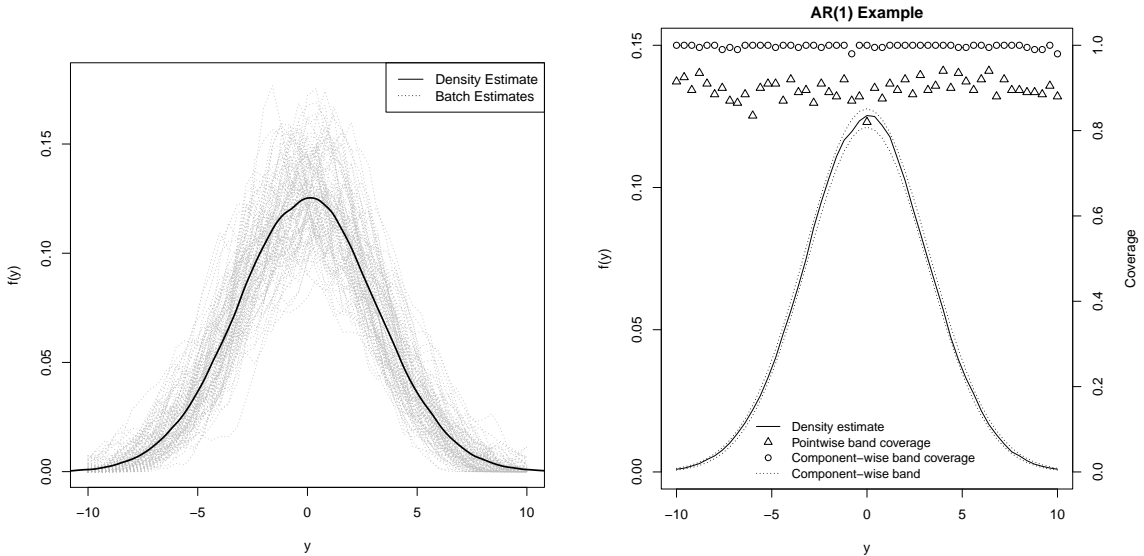 Density Estimate
Batch Estimates
0.15
0.10
0.05
0.00
f(y)
−10 −5 0 5 10
y
AR(1) Example
0.15
0.10
0.05
0.00
f(y)
1.0
0.8
0.6
0.4
0.2
0.0
Coverage
Density estimate
Pointwise band coverage
Component−wise band coverage
Component−wise band
−10 −5 0 5 10
y